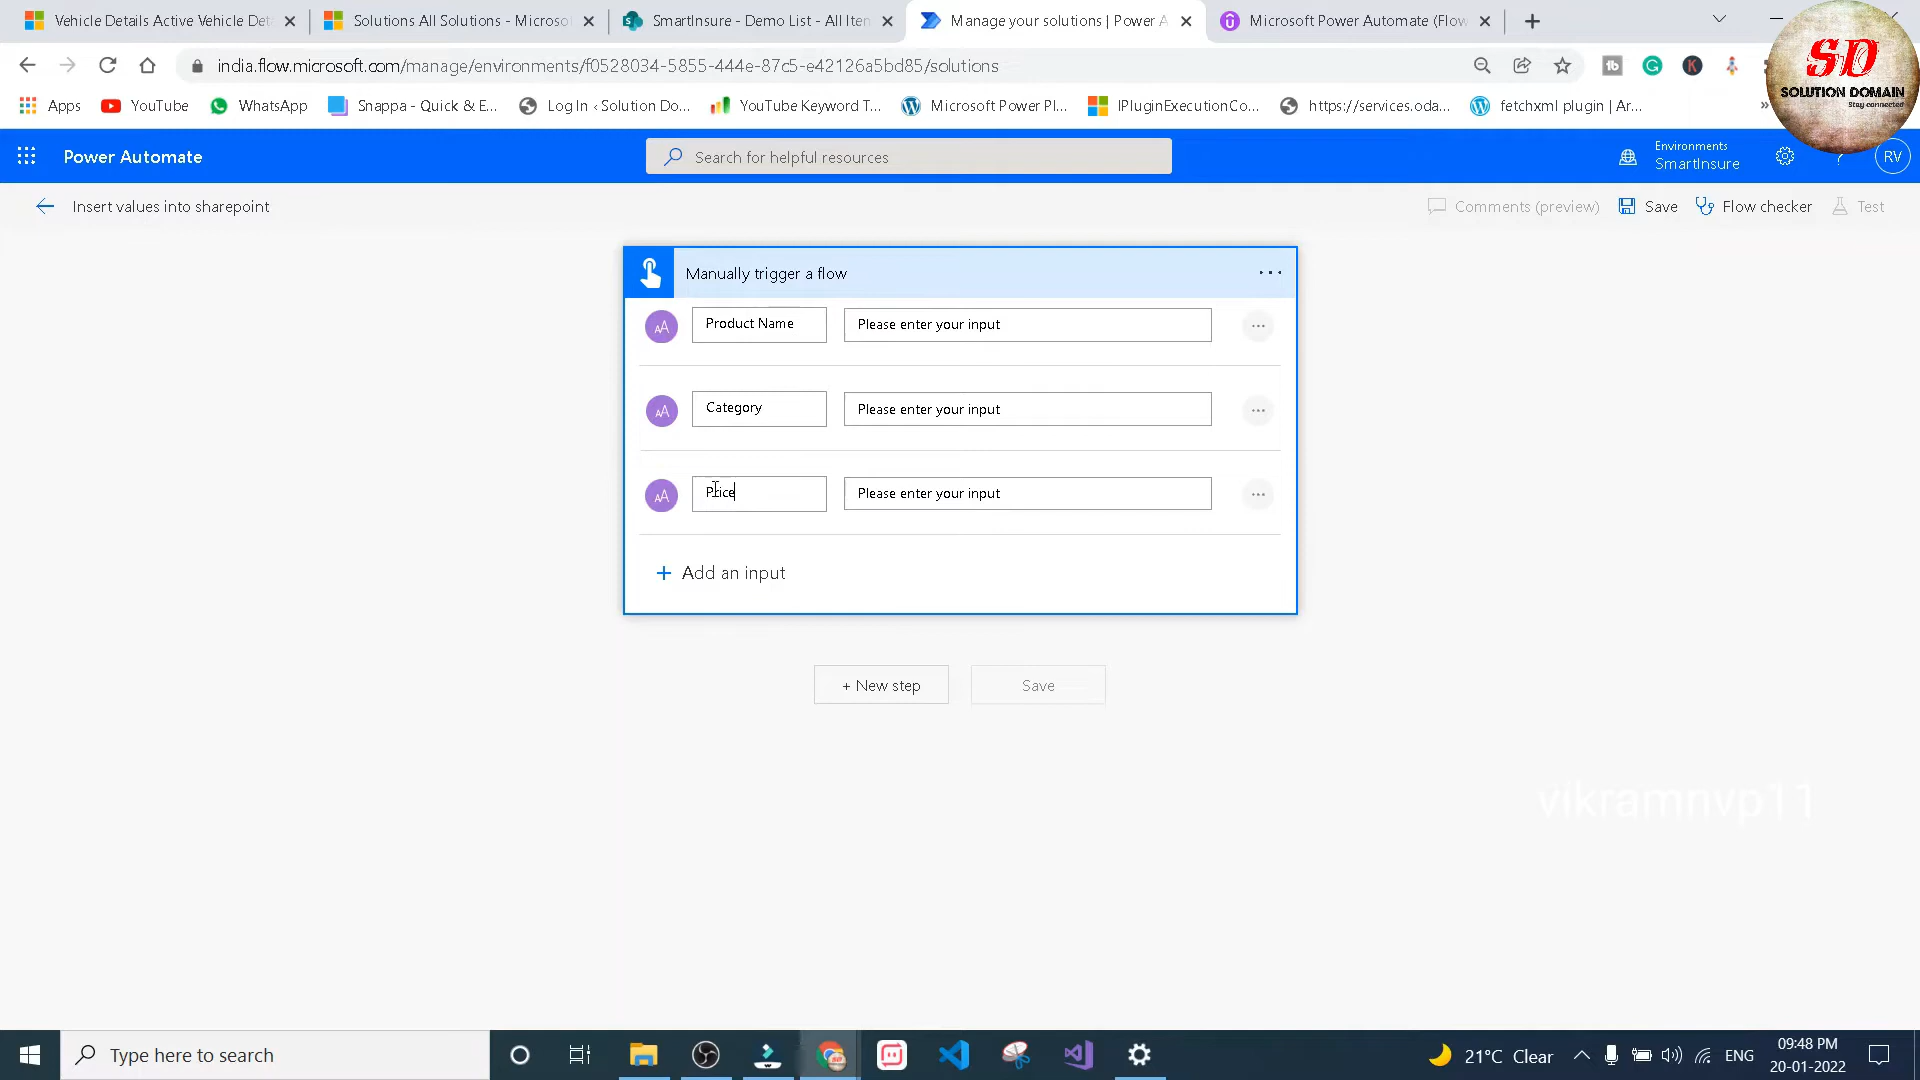 Vehicle Details Active Vehicle Det
Solutions All Solutions - Microso
SmartInsure - Demo List - All Iten
Manage your solutions | Power A
Microsoft Power Automate (Flow
india.flow.microsoft.com/manage/environments/f0528034-5855-444e-87c5-e42126a5bd85/solutions
SD
SOLUTION DOMAIN
Stay connected
Apps
YouTube
WhatsApp
Snappa - Quick & E...
Log In ‹ Solution Do...
YouTube Keyword T...
Microsoft Power Pl...
IPluginExecutionCo...
https://services.oda...
fetchxml plugin | Ar...
Power Automate
Search for helpful resources
Environments
SmartInsure
RV
Insert values into sharepoint
Comments (preview)
Save
Flow checker
Test
Manually trigger a flow
Product Name
Please enter your input
Category
Please enter your input
Price
Please enter your input
+ Add an input
+ New step
Save
vikramnvp11
Type here to search
21°C Clear
ENG
09:48 PM
20-01-2022